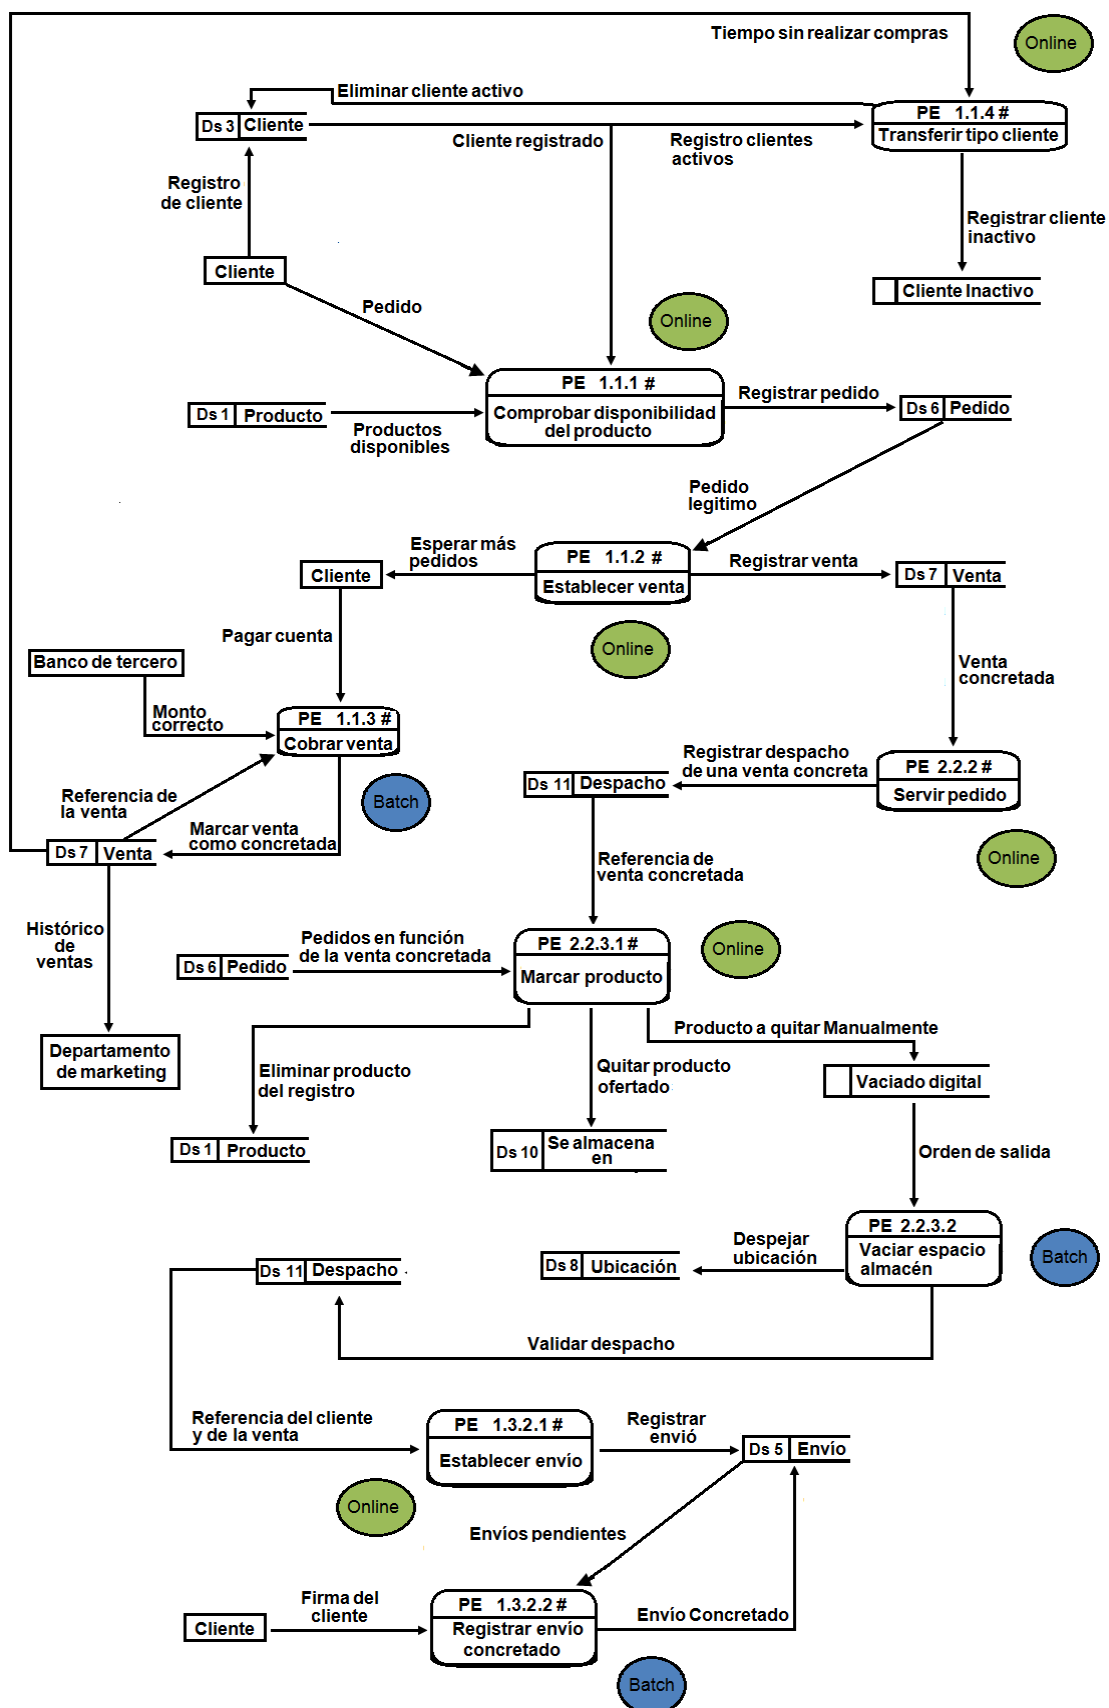 Tiempo sin realizar compras
Online
Eliminar cliente activo
PE 1.1.4 #
Transferir tipo cliente
Ds 3 Cliente
Cliente registrado
Registro clientes
activos
Registro
de cliente
Registrar cliente
inactivo
Cliente
Cliente Inactivo
Pedido
Online
PE 1.1.1 #
Comprobar disponibilidad
del producto
Registrar pedido
Ds 6 Pedido
Ds 1 Producto
Productos
disponibles
Pedido
legitimo
Esperar más
pedidos
PE 1.1.2 #
Establecer venta
Registrar venta
Ds 7 Venta
Cliente
Online
Pagar cuenta
Banco de tercero
Venta
concretada
Monto
correcto
PE 1.1.3 #
Cobrar venta
Registrar despacho
de una venta concreta
PE 2.2.2 #
Servir pedido
Ds 11 Despacho
Referencia de
la venta
Batch
Marcar venta
como concretada
Ds 7 Venta
Online
Referencia de
venta concretada
Histórico
de
ventas
Pedidos en función
de la venta concretada
Ds 6 Pedido
PE 2.2.3.1 #
Marcar producto
Online
Departamento
de marketing
Producto a quitar Manualmente
Eliminar producto
del registro
Quitar producto
ofertado
Vaciado digital
Ds 1 Producto
Ds 10 Se almacena
en
Orden de salida
PE 2.2.3.2
Vaciar espacio
almacén
Batch
Despejar
ubicación
Ds 8 Ubicación
Ds 11 Despacho
Validar despacho
Referencia del cliente
y de la venta
PE 1.3.2.1 #
Establecer envío
Registrar
envió
Ds 5 Envío
Online
Envíos pendientes
Firma del
cliente
Cliente
PE 1.3.2.2 #
Registrar envío
concretado
Envío Concretado
Batch